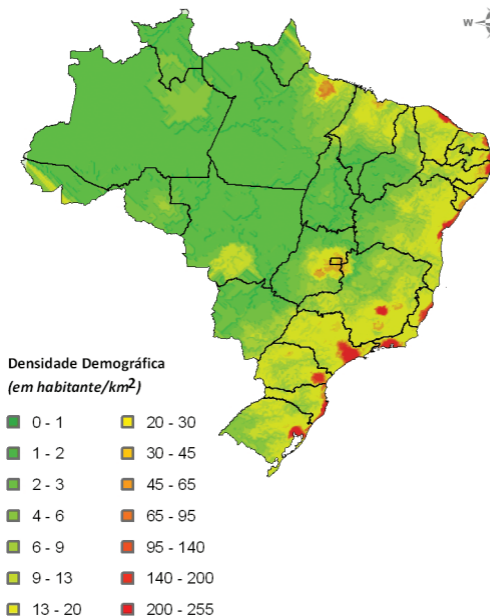 W
Densidade Demográfica
(em habitante/km²)
0 - 1
1 - 2
2 - 3
4 - 6
6 - 9
9 - 13
13 - 20
20 - 30
30 - 45
45 - 65
65 - 95
95 - 140
140 - 200
200 - 255